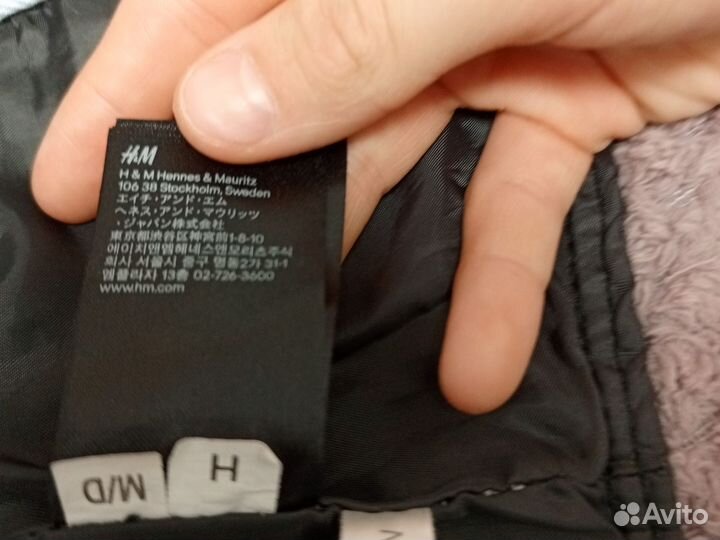 H&M
H & M Hennes & Mauritz
106 38 Stockholm, Sweden
エイチ・アンド・エム
ヘネス・アンド・マウリッツ
・ジャパン株式会社
東京都渋谷区神宮前1-8-10
에이치앤엠헤네스앤모리츠주식
회사 서울시 중구 명동2가 31-1
엠플라자 13층 02-726-3600
www.hm.com
H
M/D
Avito